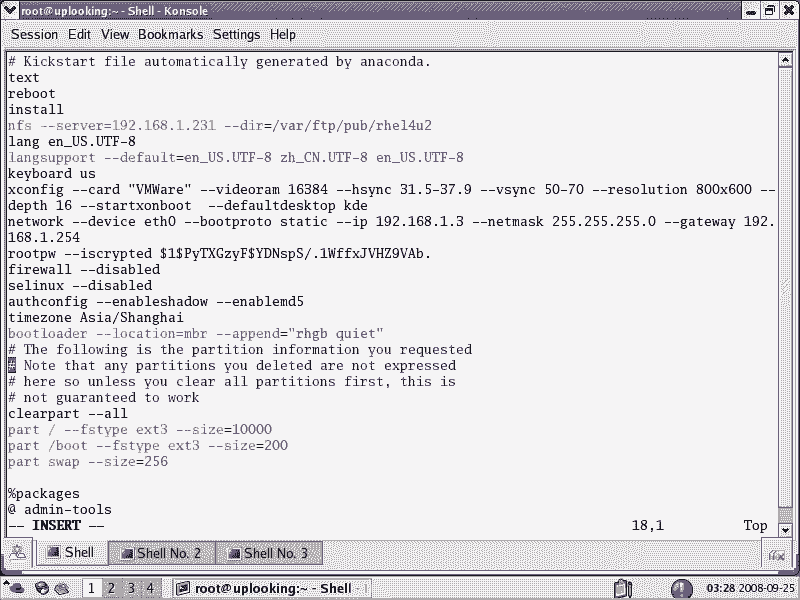 root@uplooking:~ - Shell - Konsole
Session Edit View Bookmarks Settings Help
# Kickstart file automatically generated by anaconda.
text
reboot
install
nfs --server=192.168.1.231 --dir=/var/ftp/pub/rhel4u2
lang en_US.UTF-8
langsupport --default=en_US.UTF-8 zh_CN.UTF-8 en_US.UTF-8
keyboard us
xconfig --card "VMWare" --videoram 16384 --hsync 31.5-37.9 --vsync 50-70 --resolution 800x600 --
depth 16 --startxonboot  --defaultdesktop kde
network --device eth0 --bootproto static --ip 192.168.1.3 --netmask 255.255.255.0 --gateway 192.
168.1.254
rootpw --iscrypted $1$PyTXGzyF$YDNspS/.1WffxJVHZ9VAb.
firewall --disabled
selinux --disabled
authconfig --enableshadow --enablemd5
timezone Asia/Shanghai
bootloader --location=mbr --append="rhgb quiet"
# The following is the partition information you requested
# Note that any partitions you deleted are not expressed
# here so unless you clear all partitions first, this is
# not guaranteed to work
clearpart --all
part / --fstype ext3 --size=10000
part /boot --fstype ext3 --size=200
part swap --size=256
%packages
@ admin-tools
-- INSERT -- 18,1 Top
Shell Shell No. 2 Shell No. 3
1 2 3 4 root@uplooking:~ - Shell - 03:28 2008-09-25